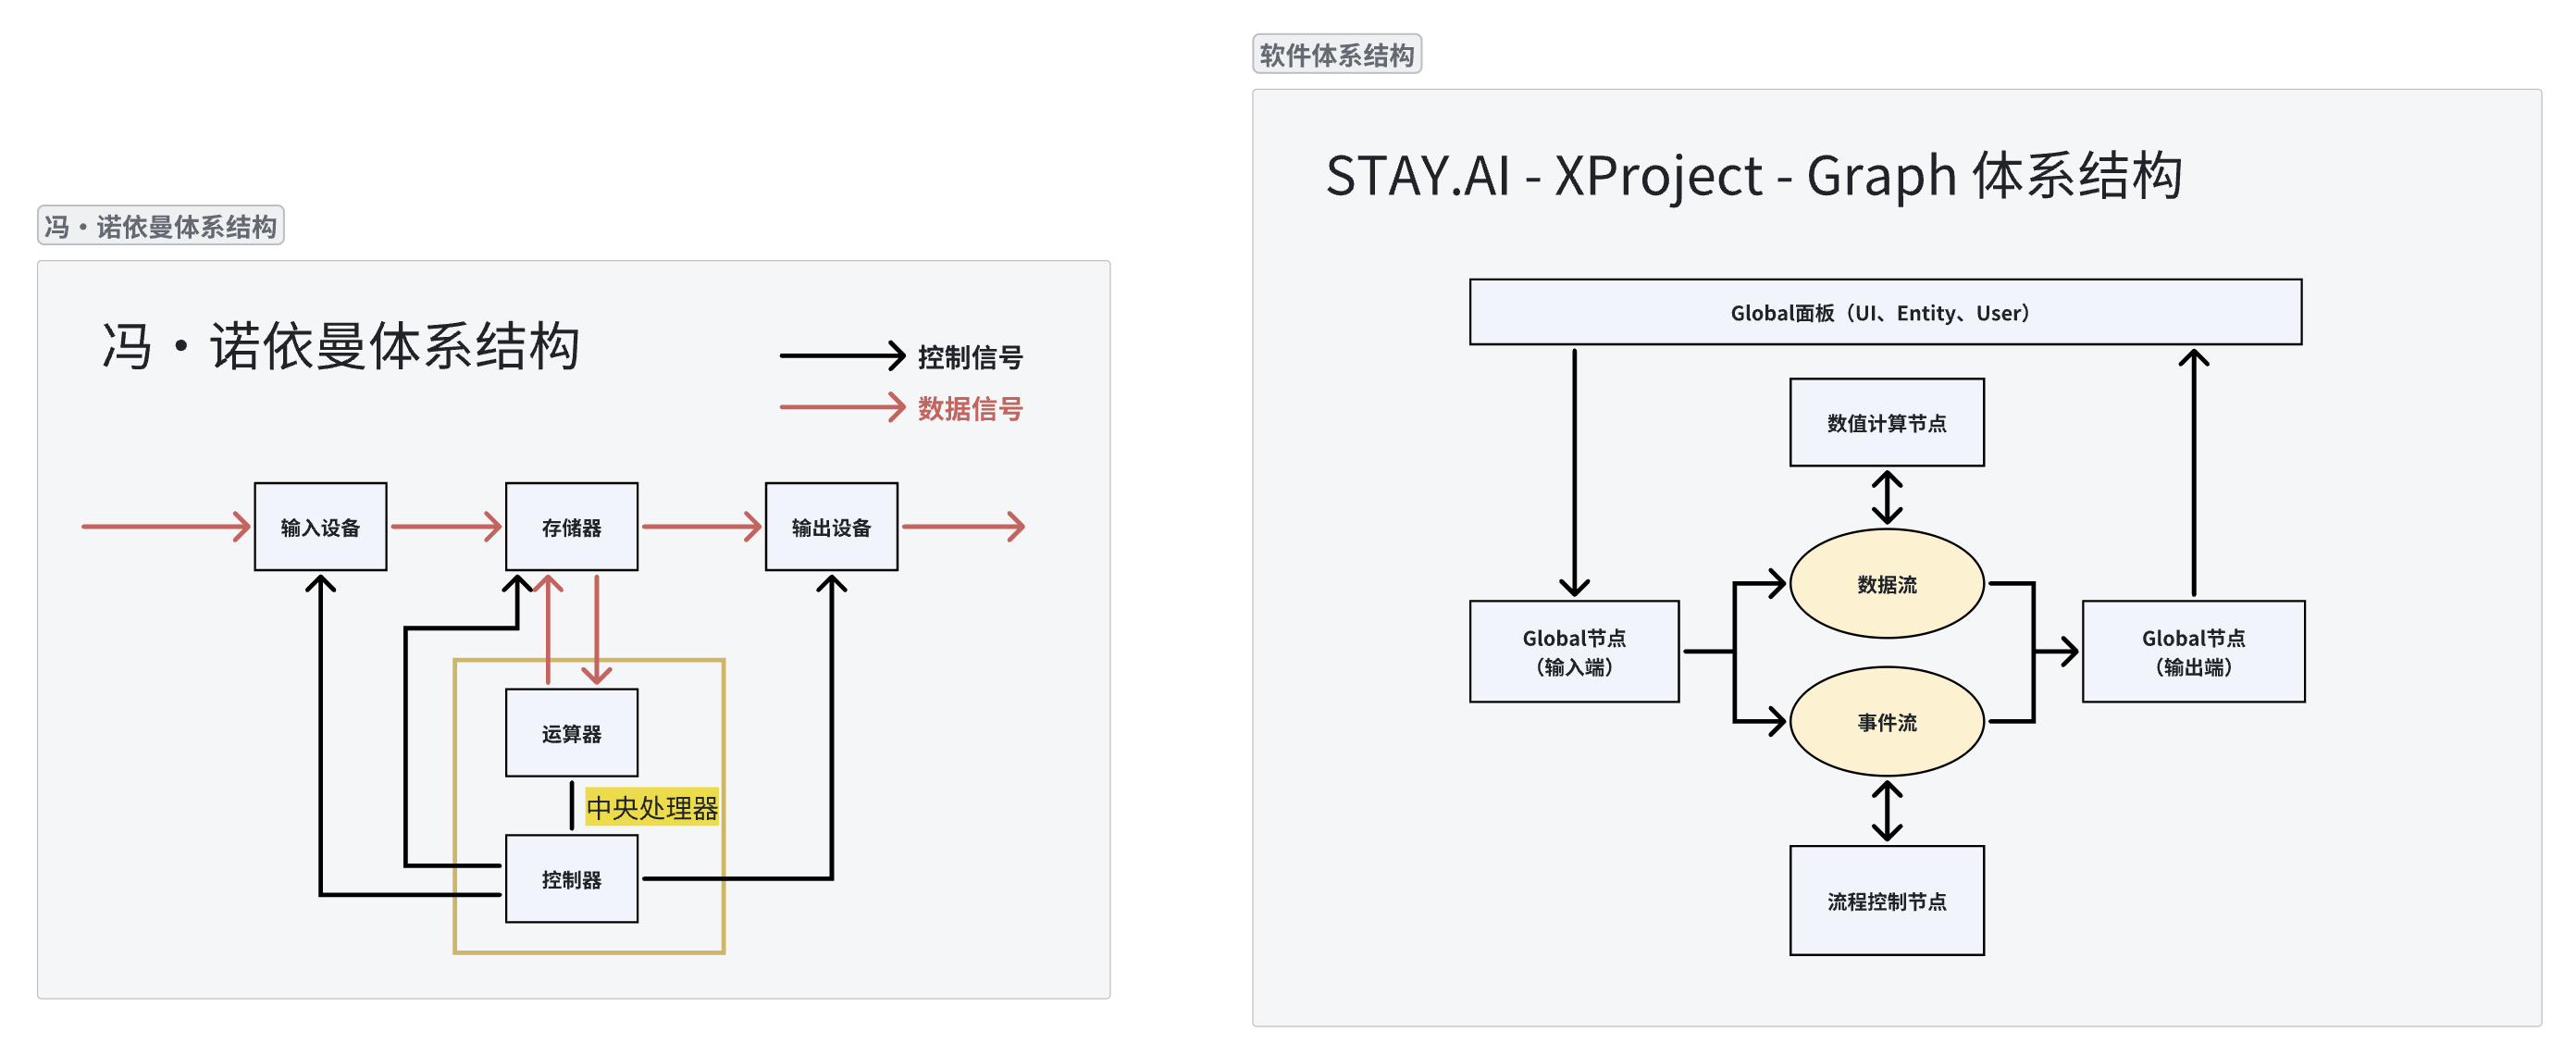 冯·诺依曼体系结构
冯·诺依曼体系结构
控制信号
数据信号
输入设备
存储器
输出设备
运算器
中央处理器
控制器
软件体系结构
STAY.AI - XProject - Graph 体系结构
Global面板（UI、Entity、User）
数值计算节点
数据流
Global节点
（输入端）
Global节点
（输出端）
事件流
流程控制节点